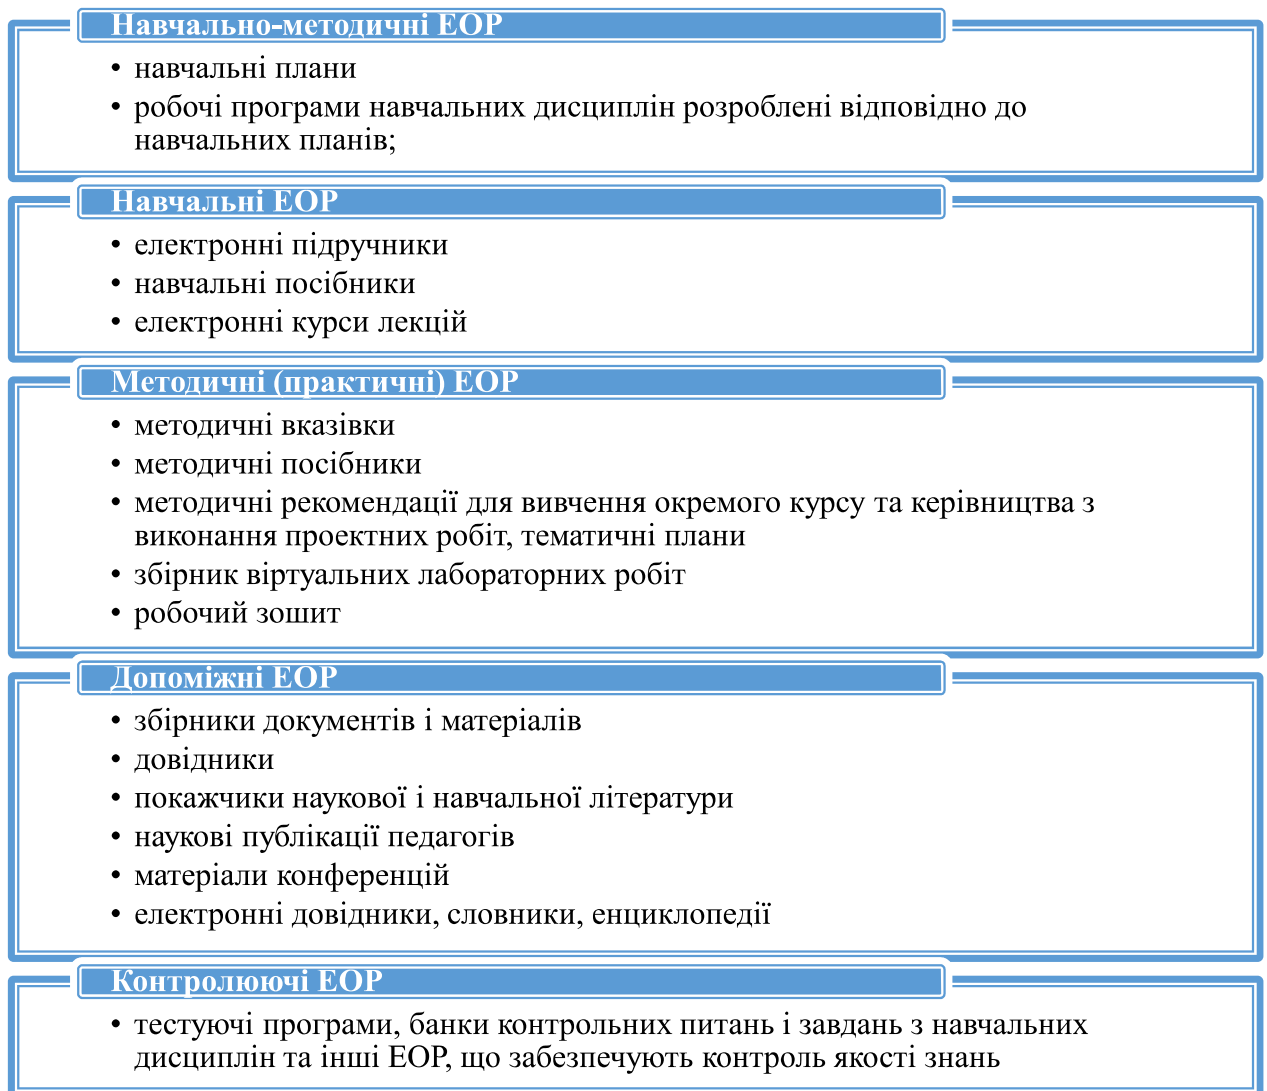 Навчально-методичні ЕОР
• навчальні плани
• робочі програми навчальних дисциплін розроблені відповідно до
навчальних планів;
Навчальні ЕОР
• електронні підручники
• навчальні посібники
• електронні курси лекцій
Методичні (практичні) ЕОР
• методичні вказівки
• методичні посібники
• методичні рекомендації для вивчення окремого курсу та керівництва з
виконання проектних робіт, тематичні плани
• збірник віртуальних лабораторних робіт
• робочий зошит
Допоміжні ЕОР
• збірники документів і матеріалів
• довідники
• покажчики наукової і навчальної літератури
• наукові публікації педагогів
• матеріали конференцій
• електронні довідники, словники, енциклопедії
Контролюючі ЕОР
• тестуючі програми, банки контрольних питань і завдань з навчальних
дисциплін та інші ЕОР, що забезпечують контроль якості знань